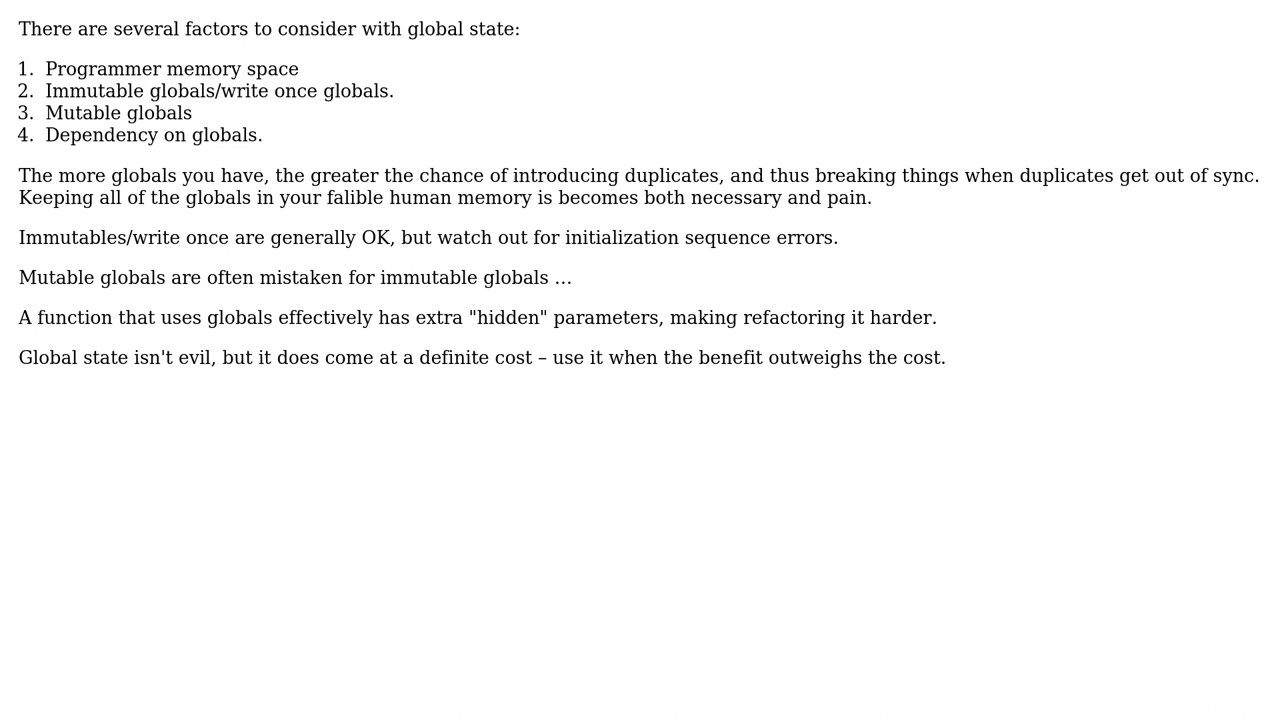 There are several factors to consider with global state:
1. Programmer memory space
2. Immutable globals/write once globals.
3. Mutable globals
4. Dependency on globals.
The more globals you have, the greater the chance of introducing duplicates, and thus breaking things when duplicates get out of sync.
Keeping all of the globals in your falible human memory is becomes both necessary and pain.
Immutables/write once are generally OK, but watch out for initialization sequence errors.
Mutable globals are often mistaken for immutable globals …
A function that uses globals effectively has extra "hidden" parameters, making refactoring it harder.
Global state isn't evil, but it does come at a definite cost – use it when the benefit outweighs the cost.